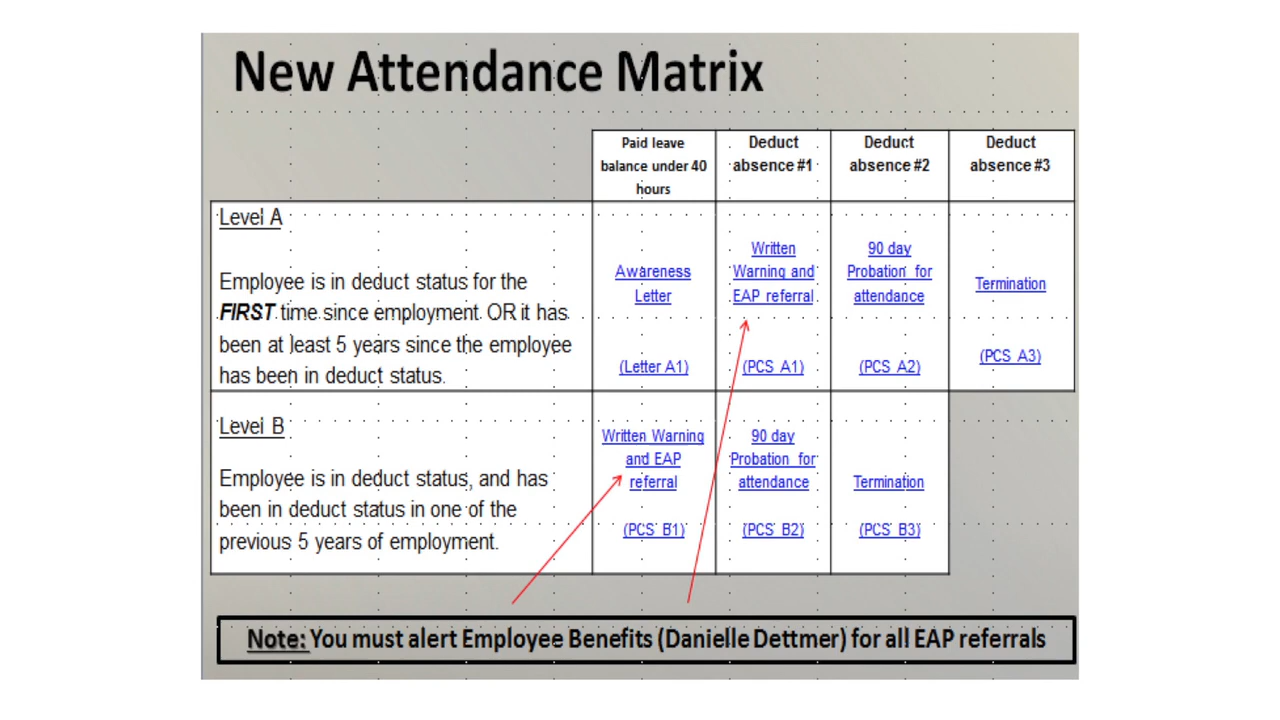 New Attendance Matrix
Paid leave
balance under 40
hours
Deduct
absence #1
Deduct
absence #2
Deduct
absence #3
Level A
Employee is in deduct status for the
FIRST time since employment. OR it has
been at least 5 years since the employee
has been in deduct status.
Awareness
Letter
(Letter A1)
Written
Warning and
EAP referral
(PCS A1)
90 day
Probation for
attendance
(PCS A2)
Termination
(PCS A3)
Level B
Employee is in deduct status, and has
been in deduct status in one of the
previous 5 years of employment.
Written Warning
and EAP
referral
(PCS B1)
90 day
Probation for
attendance
(PCS B2)
Termination
(PCS B3)
Note: You must alert Employee Benefits (Danielle Dettmer) for all EAP referrals